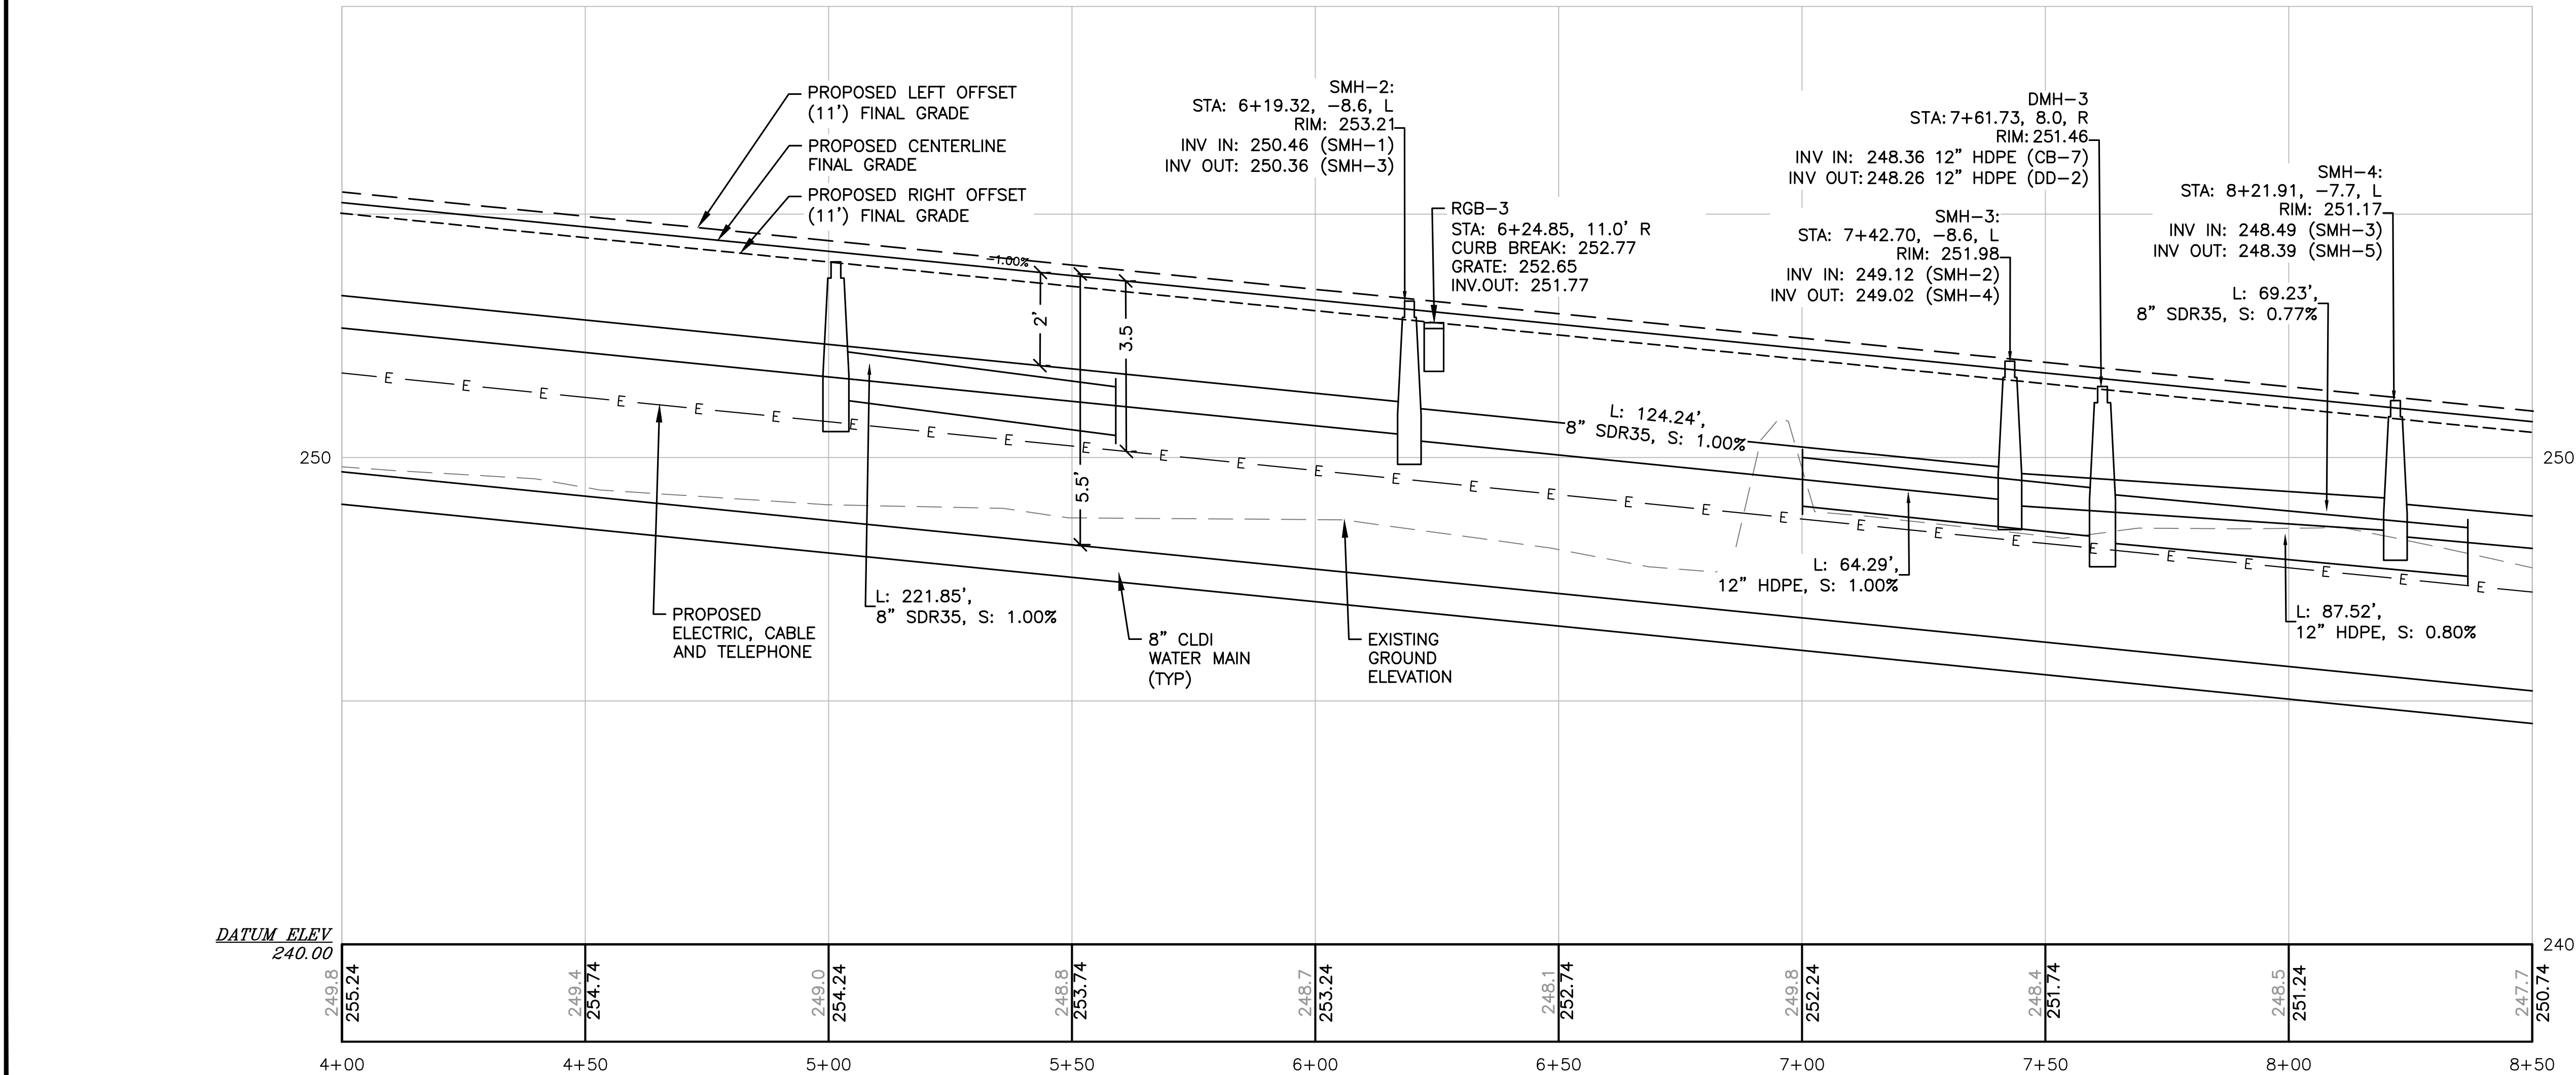 PROPOSED LEFT OFFSET
(11') FINAL GRADE
PROPOSED CENTERLINE
FINAL GRADE
PROPOSED RIGHT OFFSET
(11') FINAL GRADE
-1.00%
2'
5.5'
3.5
SMH-2:
STA: 6+19.32, -8.6, L
RIM: 253.21
INV IN: 250.46 (SMH-1)
INV OUT: 250.36 (SMH-3)
RGB-3
STA: 6+24.85, 11.0' R
CURB BREAK: 252.77
GRATE: 252.65
INV.OUT: 251.77
DMH-3
STA: 7+61.73, 8.0, R
RIM: 251.46
INV IN: 248.36 12" HDPE (CB-7)
INV OUT: 248.26 12" HDPE (DD-2)
SMH-3:
STA: 7+42.70, -8.6, L
RIM: 251.98
INV IN: 249.12 (SMH-2)
INV OUT: 249.02 (SMH-4)
SMH-4:
STA: 8+21.91, -7.7, L
RIM: 251.17
INV IN: 248.49 (SMH-3)
INV OUT: 248.39 (SMH-5)
L: 69.23',
8" SDR35, S: 0.77%
L: 124.24',
8" SDR35, S: 1.00%
250
250
E E E E E E E E E E E E E E E E E E E E E E E E E E E E
PROPOSED
ELECTRIC, CABLE
AND TELEPHONE
L: 221.85',
8" SDR35, S: 1.00%
8" CLDI
WATER MAIN
(TYP)
EXISTING
GROUND
ELEVATION
L: 64.29',
12" HDPE, S: 1.00%
L: 87.52',
12" HDPE, S: 0.80%
DATUM ELEV
240.00
240
249.8
255.24
249.4
254.74
249.0
254.24
248.8
253.74
248.7
253.24
248.1
252.74
249.8
252.24
248.4
251.74
248.5
251.24
247.7
250.74
4+00 4+50 5+00 5+50 6+00 6+50 7+00 7+50 8+00 8+50